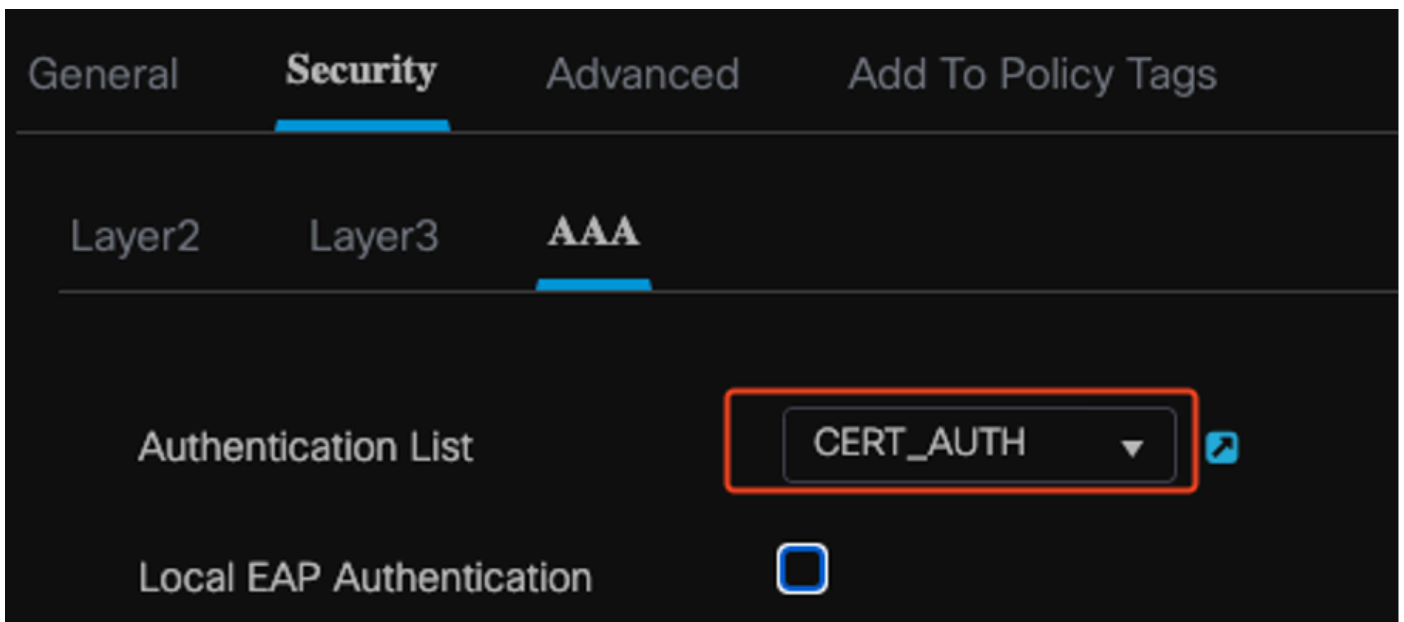 General Security Advanced Add To Policy Tags
Layer2 Layer3 AAA
Authentication List CERT_AUTH
Local EAP Authentication